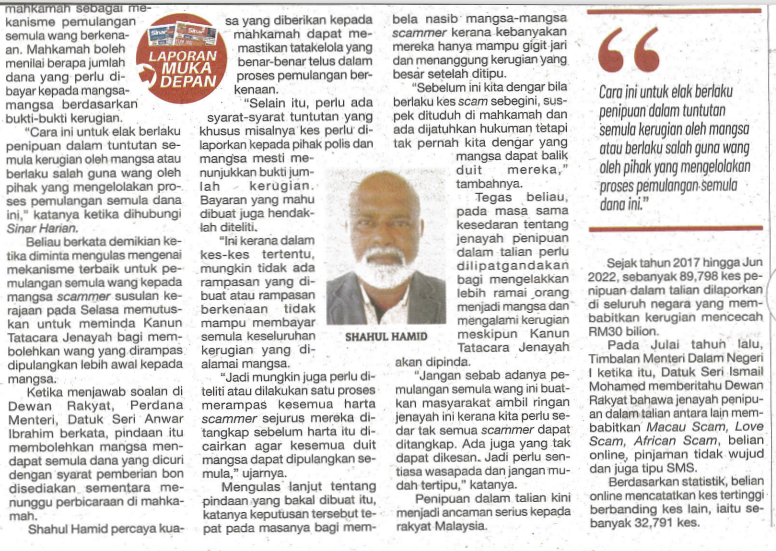 mahkamah sebagai me-
kanisme pemulangan
semula wang berkena-
an. Mahkamah boleh
menilai berapa jumlah
dana yang perlu di-
bayar kepada mangsa-
mangsa berdasarkan
bukti-bukti kerugian.
"Cara ini untuk elak berlaku
penipuan dalam tuntutan se-
mula kerugian oleh mangsa atau
berlaku salah guna wang oleh
pihak yang mengelolakan pros-
es pemulangan semula dana
ini," katanya ketika dihubungi
Sinar Harian.
Beliau berkata demikian ke-
tika diminta mengulas mengenai
mekanisme terbaik untuk pe-
mulangan semula wang kepada
mangsa scammer susulan ke-
rajaan pada Selasa memutus-
kan untuk meminda Kanun
Tatacara Jenayah bagi mem-
bolehkan wang yang dirampas
dipulangkan lebih awal kepada
mangsa.
Ketika menjawab soalan di
Dewan Rakyat, Perdana
Menteri, Datuk Seri Anwar
Ibrahim berkata, pindaan itu
membolehkan mangsa men-
dapat semula dana yang dicuri
dengan syarat pemberian bon
disediakan sementara me-
nunggu perbicaraan di mahka-
mah.
Shahul Hamid percaya kua-
Sinar
LAPORAN
MUKA
DEPAN
sa yang diberikan kepada
mahkamah dapat me-
mastikan tatakelola yang
benar-benar telus dalam
proses pemulangan ber-
kenaan.
"Selain itu, perlu ada
syarat-syarat tuntutan yang
khusus misalnya kes perlu di-
laporkan kepada pihak polis dan
mangsa mesti me-
nunjukkan bukti jum-
lah kerugian.
Bayaran yang mahu
dibuat juga hendak-
lah diteliti.
"Ini kerana dalam
kes-kes tertentu,
mungkin tidak ada
rampasan yang di-
buat atau rampasan
berkenaan tidak
mampu membayar
semula keseluruhan
kerugian yang di-
alamai mangsa.
"Jadi mungkin juga perlu di-
teliti atau dilakukan satu proses
merampas kesemua harta
scammer sejurus mereka di-
tangkap sebelum harta itu di-
cairkan agar kesemua duit
mangsa dapat dipulangkan se-
mula," ujarnya.
Mengulas lanjut tentang
pindaan yang bakal dibuat itu,
katanya keputusan tersebut te-
pat pada masanya bagi mem-
bela nasib mangsa-mangsa
scammer kerana kebanyakan
mereka hanya mampu gigit jari
dan menanggung kerugian yang
besar setelah ditipu.
"Sebelum ini kita dengar bila
berlaku kes scam sebegini, sus-
pek dituduh di mahkamah dan
ada dijatuhkan hukuman tetapi
tak pernah kita dengar yang
mangsa dapat balik
duit mereka,"
tambahnya.
Tegas beliau,
pada masa sama
kesedaran tentang
jenayah penipuan
dalam talian perlu
dilipatgandakan
bagi mengelakkan
lebih ramai orang
menjadi mangsa dan
mengalami kerugian
meskipun Kanun
Tatacara Jenayah
akan dipinda.
SHAHUL HAMID
"Jangan sebab adanya pe-
mulangan semula wang ini buat-
kan masyarakat ambil ringan
jenayah ini kerana kita perlu se-
dar tak semua scammer dapat
ditangkap. Ada juga yang tak
dapat dikesan. Jadi perlu sen-
tiasa waspada dan jangan mu-
dah tertipu," katanya.
Penipuan dalam talian kini
menjadi ancaman serius kepada
rakyat Malaysia.
“
Cara ini untuk elak berlaku
penipuan dalam tuntutan
semula kerugian oleh mangsa
atau berlaku salah guna wang
oleh pihak yang mengelolakan
proses pemulangan semula
dana ini."
Sejak tahun 2017 hingga Jun
2022, sebanyak 89,798 kes pe-
nipuan dalam talian dilaporkan
di seluruh negara yang mem-
babitkan kerugian mencecah
RM30 bilion.
Pada Julai tahun lalu,
Timbalan Menteri Dalam Negeri
I ketika itu, Datuk Seri Ismail
Mohamed memberitahu Dewan
Rakyat bahawa jenayah penipu-
an dalam talian antara lain mem-
babitkan Macau Scam, Love
Scam, African Scam, belian
online, pinjaman tidak wujud
dan juga tipu SMS.
Berdasarkan statistik, belian
online mencatatkan kes tertinggi
berbanding kes lain, iaitu se-
banyak 32,791 kes.